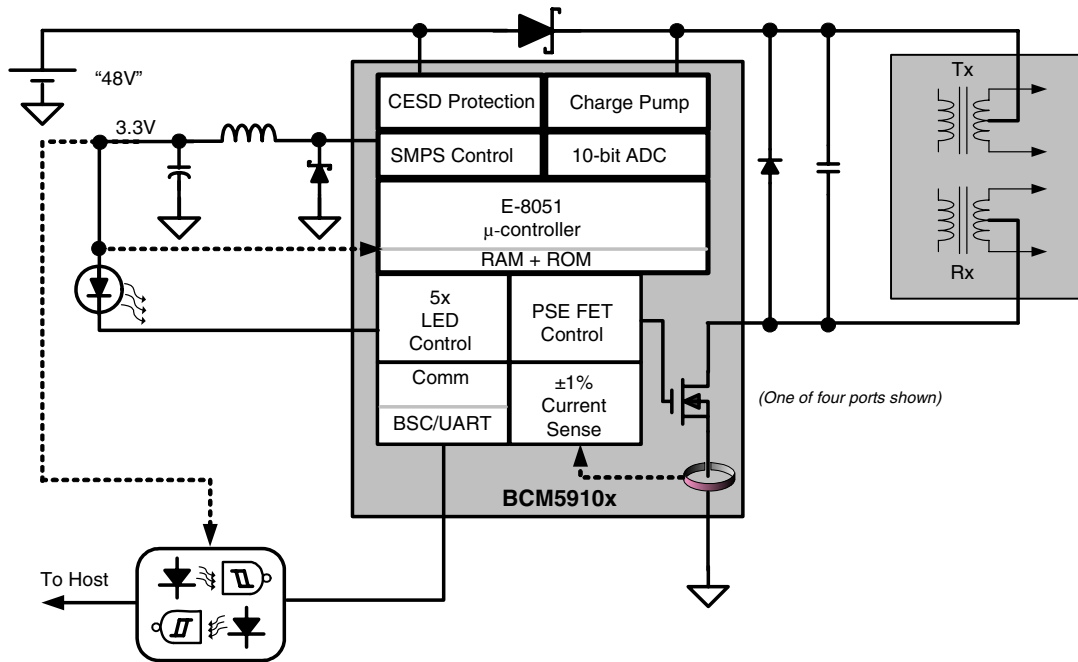 “48V”
3.3V
CESD Protection
Charge Pump
SMPS Control
10-bit ADC
E-8051
μ-controller
RAM + ROM
5x
LED
Control
PSE FET
Control
Comm
BSC/UART
±1%
Current
Sense
BCM5910x
Tx
Rx
(One of four ports shown)
To Host